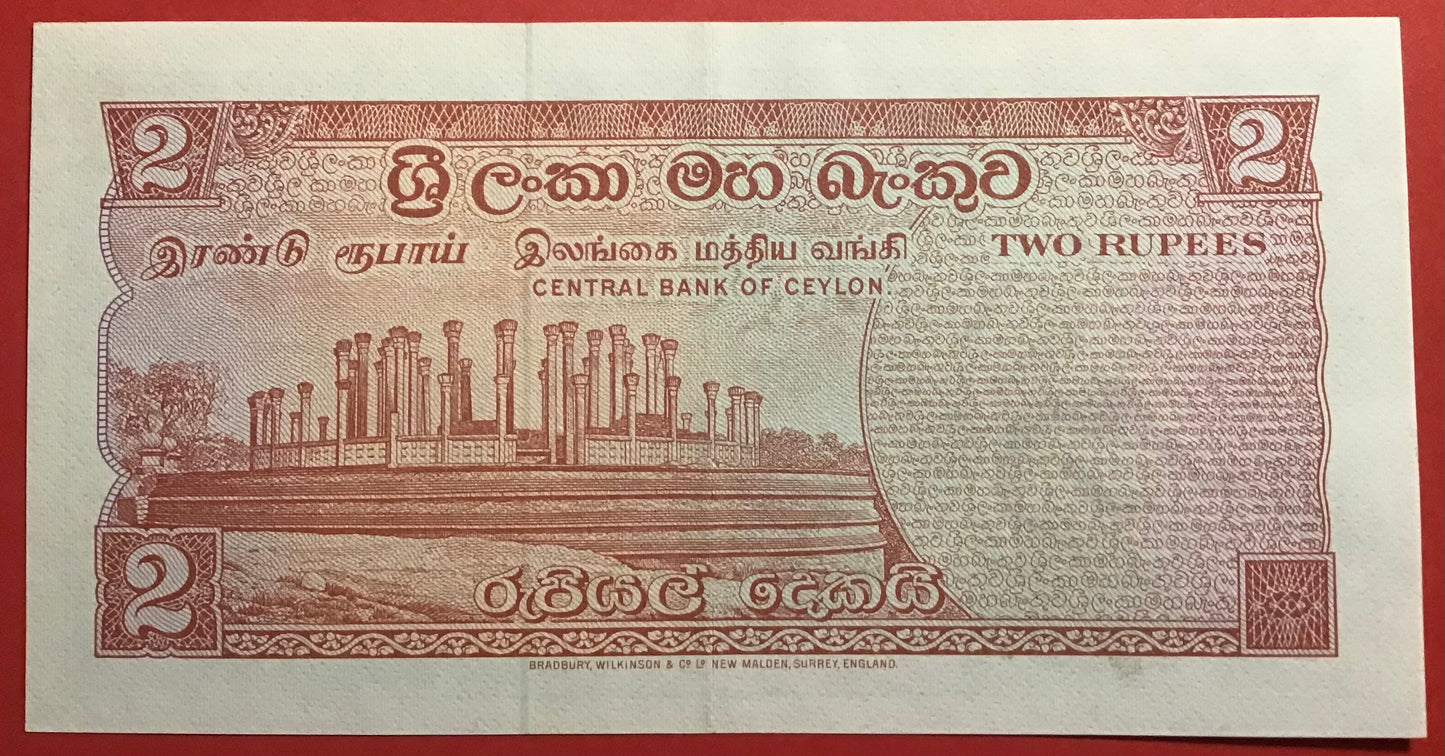 2 2
ශ්‍රී ලංකා මහ බැංකුව
இரண்டு ரூபாய் இலங்கை மத்திய வங்கி TWO RUPEES
CENTRAL BANK OF CEYLON
රුපියල් දෙකයි
2
BRADBURY, WILKINSON & Cº Lº NEW MALDEN, SURREY, ENGLAND.